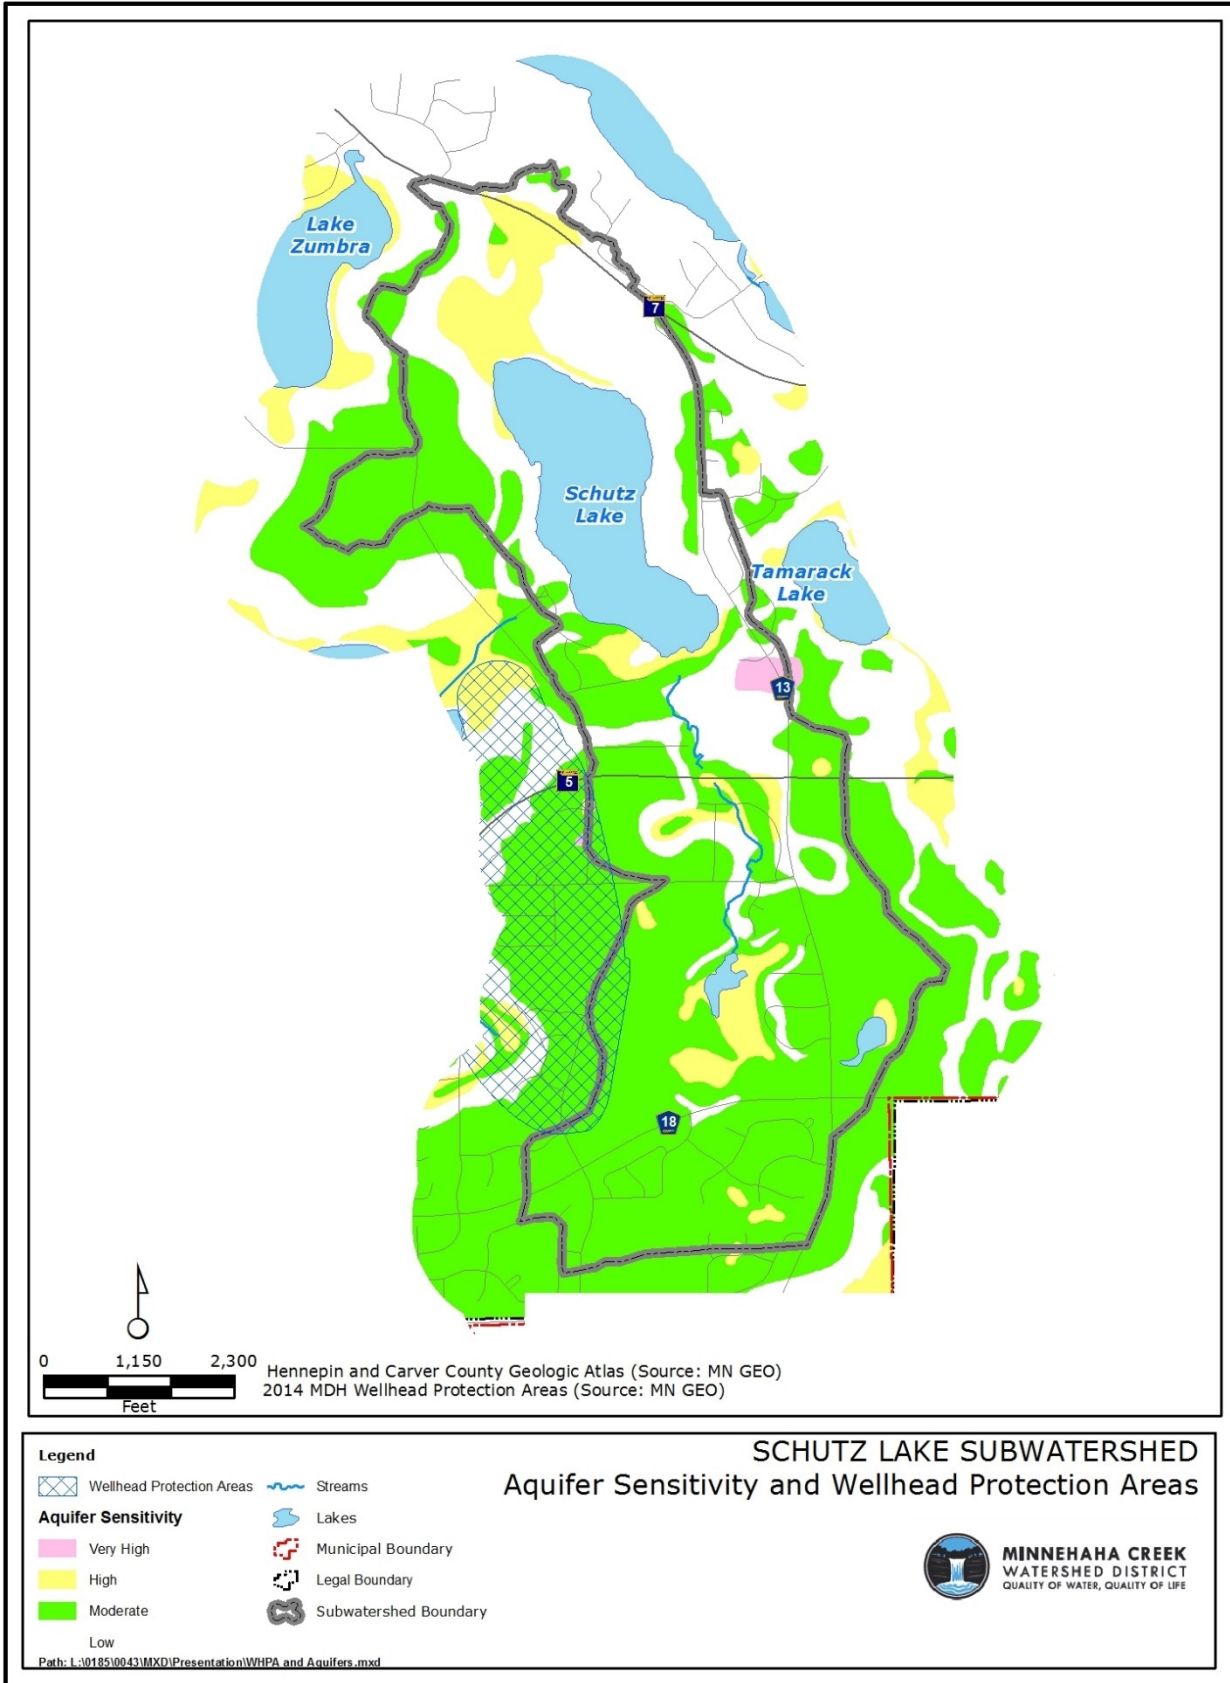 Lake
Zumbra
7
Schutz
Lake
Tamarack
Lake
13
5
18
0 1,150 2,300
Feet
Hennepin and Carver County Geologic Atlas (Source: MN GEO)
2014 MDH Wellhead Protection Areas (Source: MN GEO)
SCHUTZ LAKE SUBWATERSHED
Aquifer Sensitivity and Wellhead Protection Areas
Legend
Wellhead Protection Areas
Aquifer Sensitivity
Very High
High
Moderate
Low
Streams
Lakes
Municipal Boundary
Legal Boundary
Subwatershed Boundary
Path: L:\0185\0043\MXD\Presentation\WHPA and Aquifers.mxd
MINNEHAHA CREEK
WATERSHED DISTRICT
QUALITY OF WATER, QUALITY OF LIFE